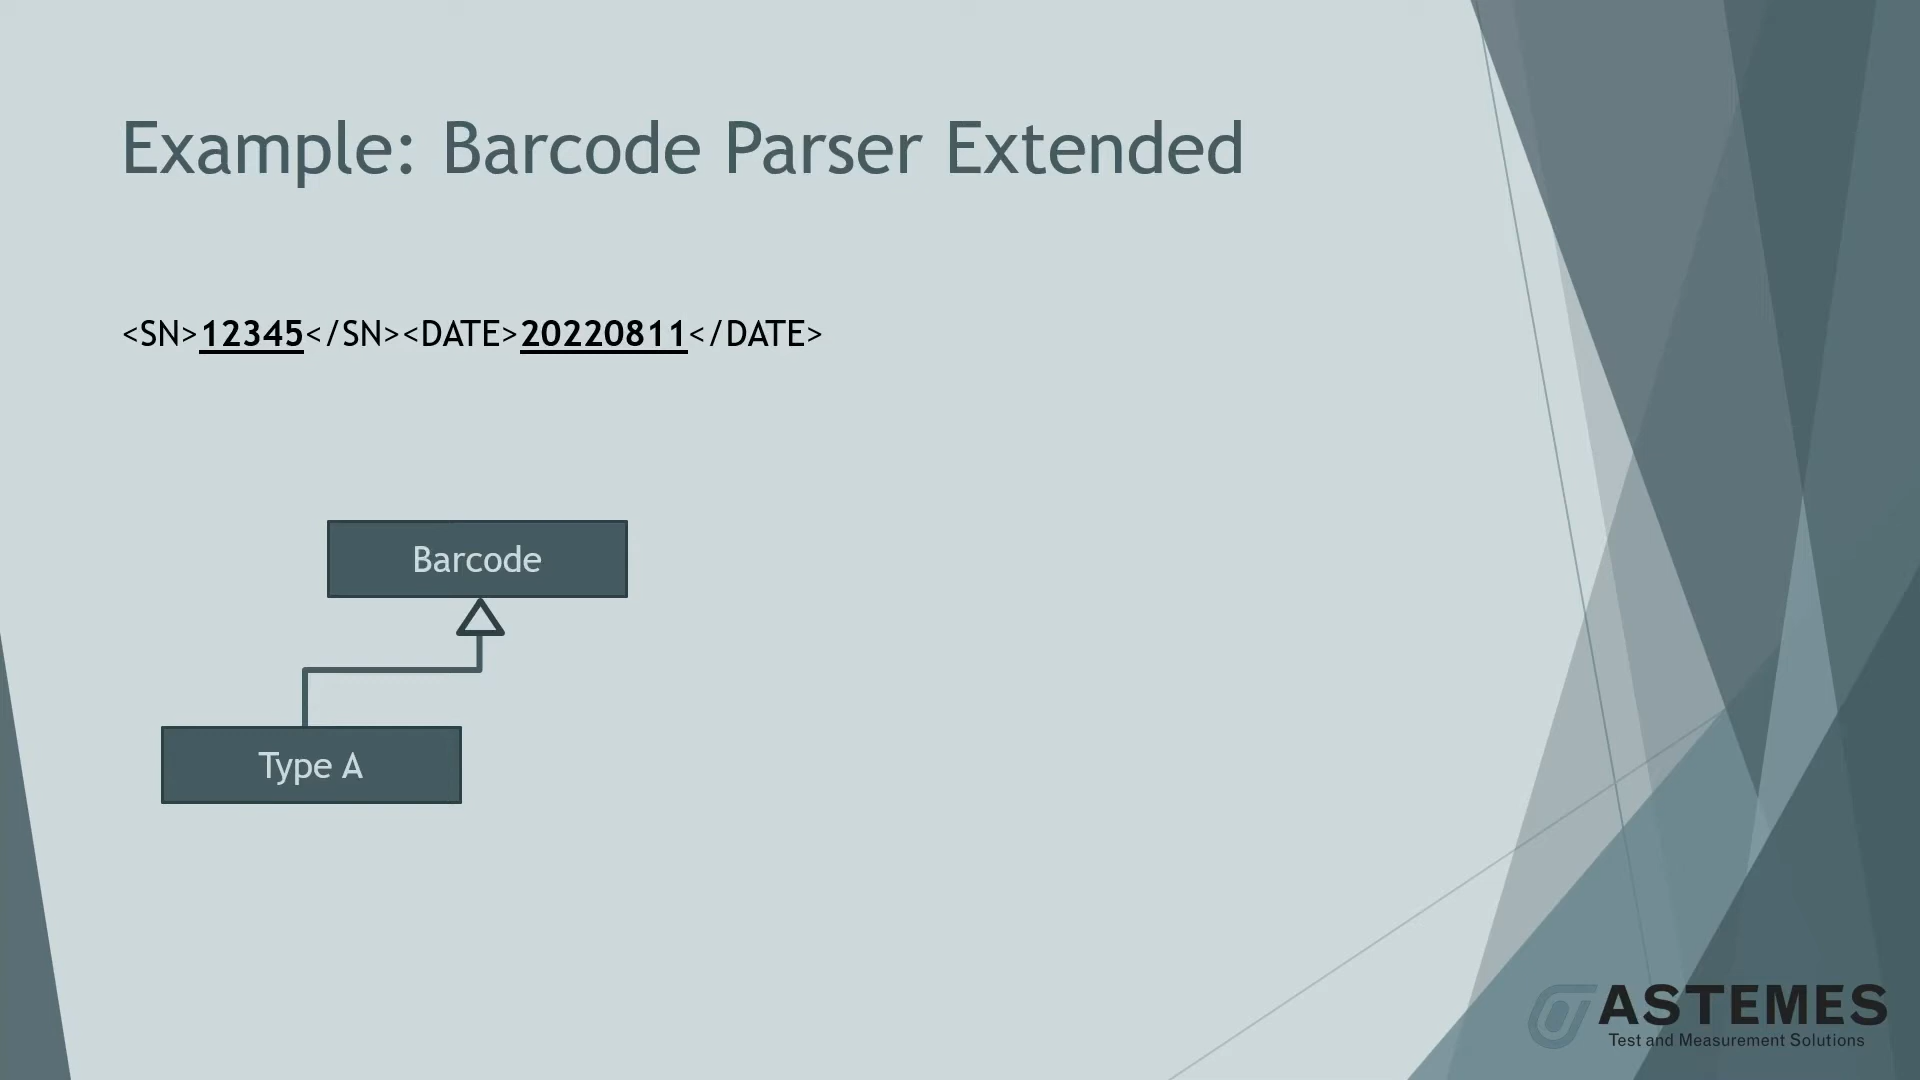 Example: Barcode Parser Extended
<SN>12345</SN><DATE>20220811</DATE>
Barcode
Type A
ASTEMES
Test and Measurement Solutions